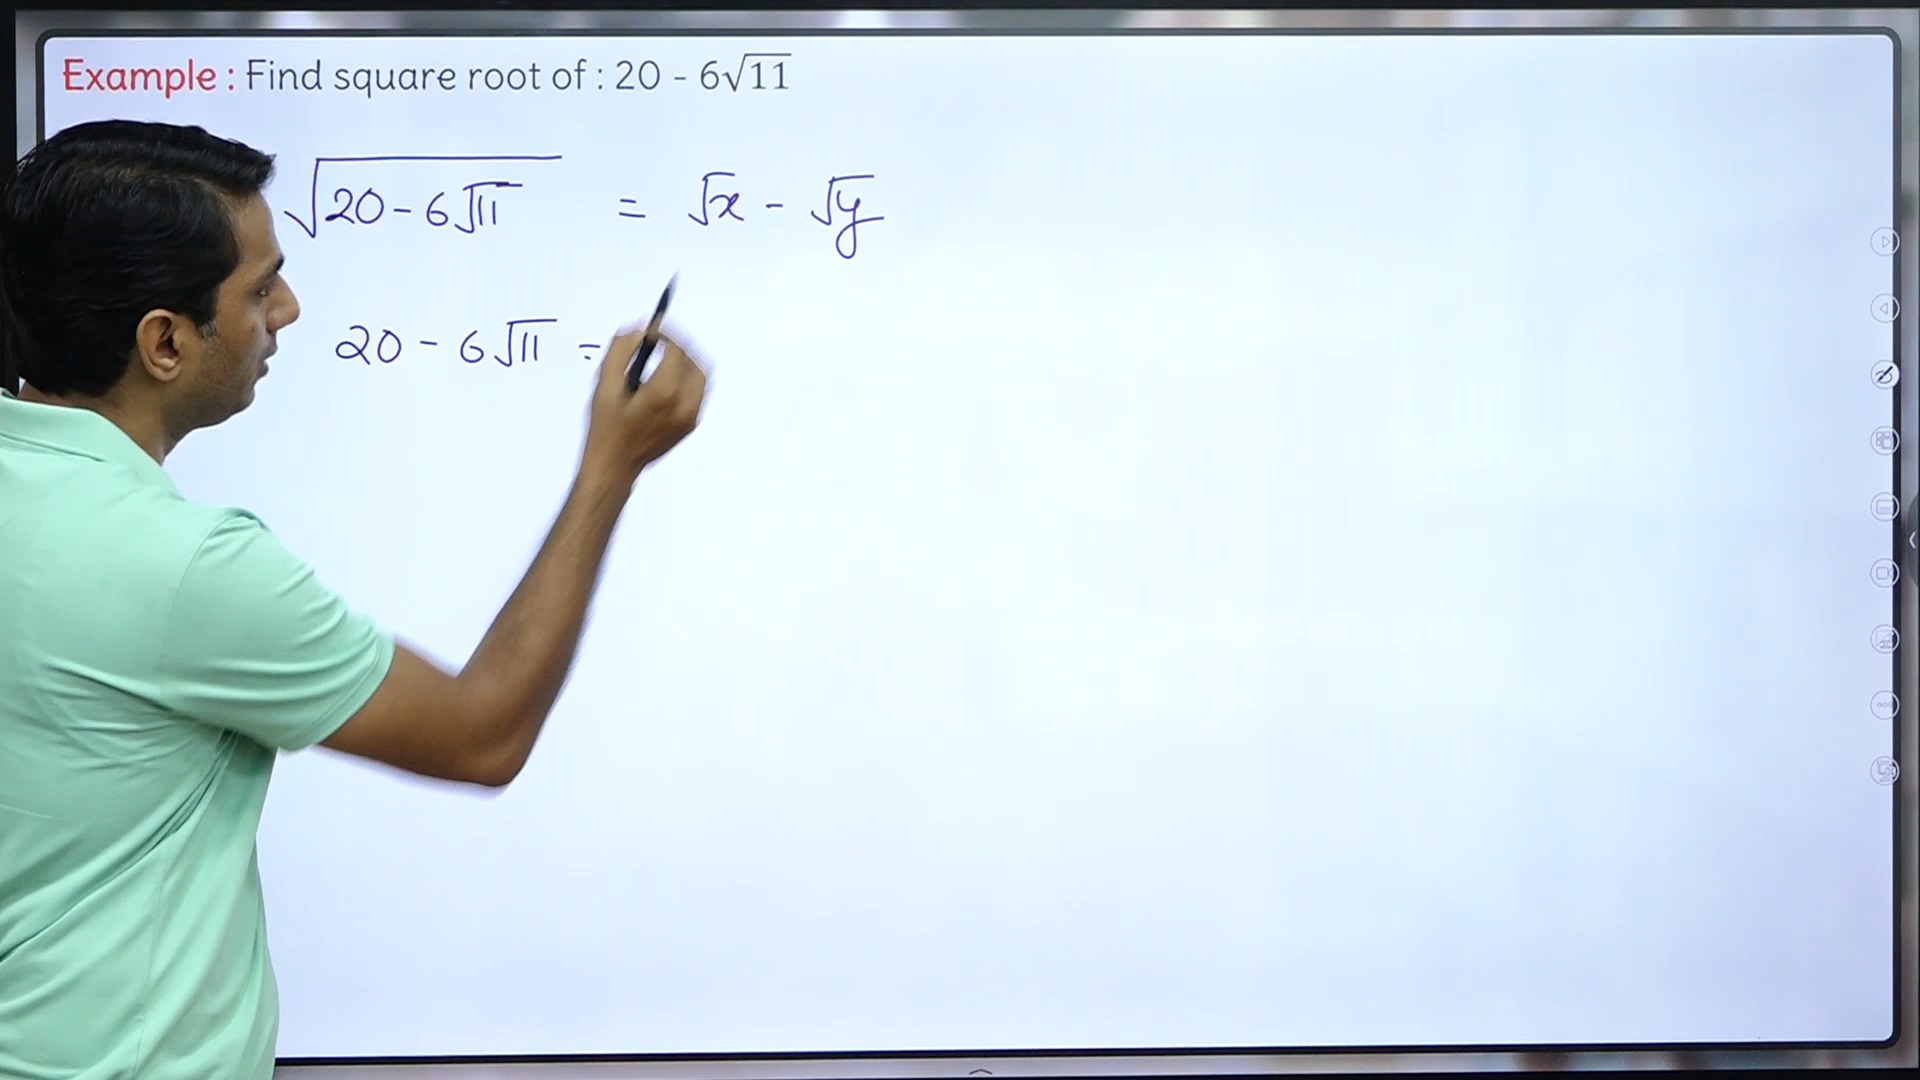 Example : Find square root of : 20 - 6√11
√(20 - 6√11) = √x - √y
20 - 6√11 =